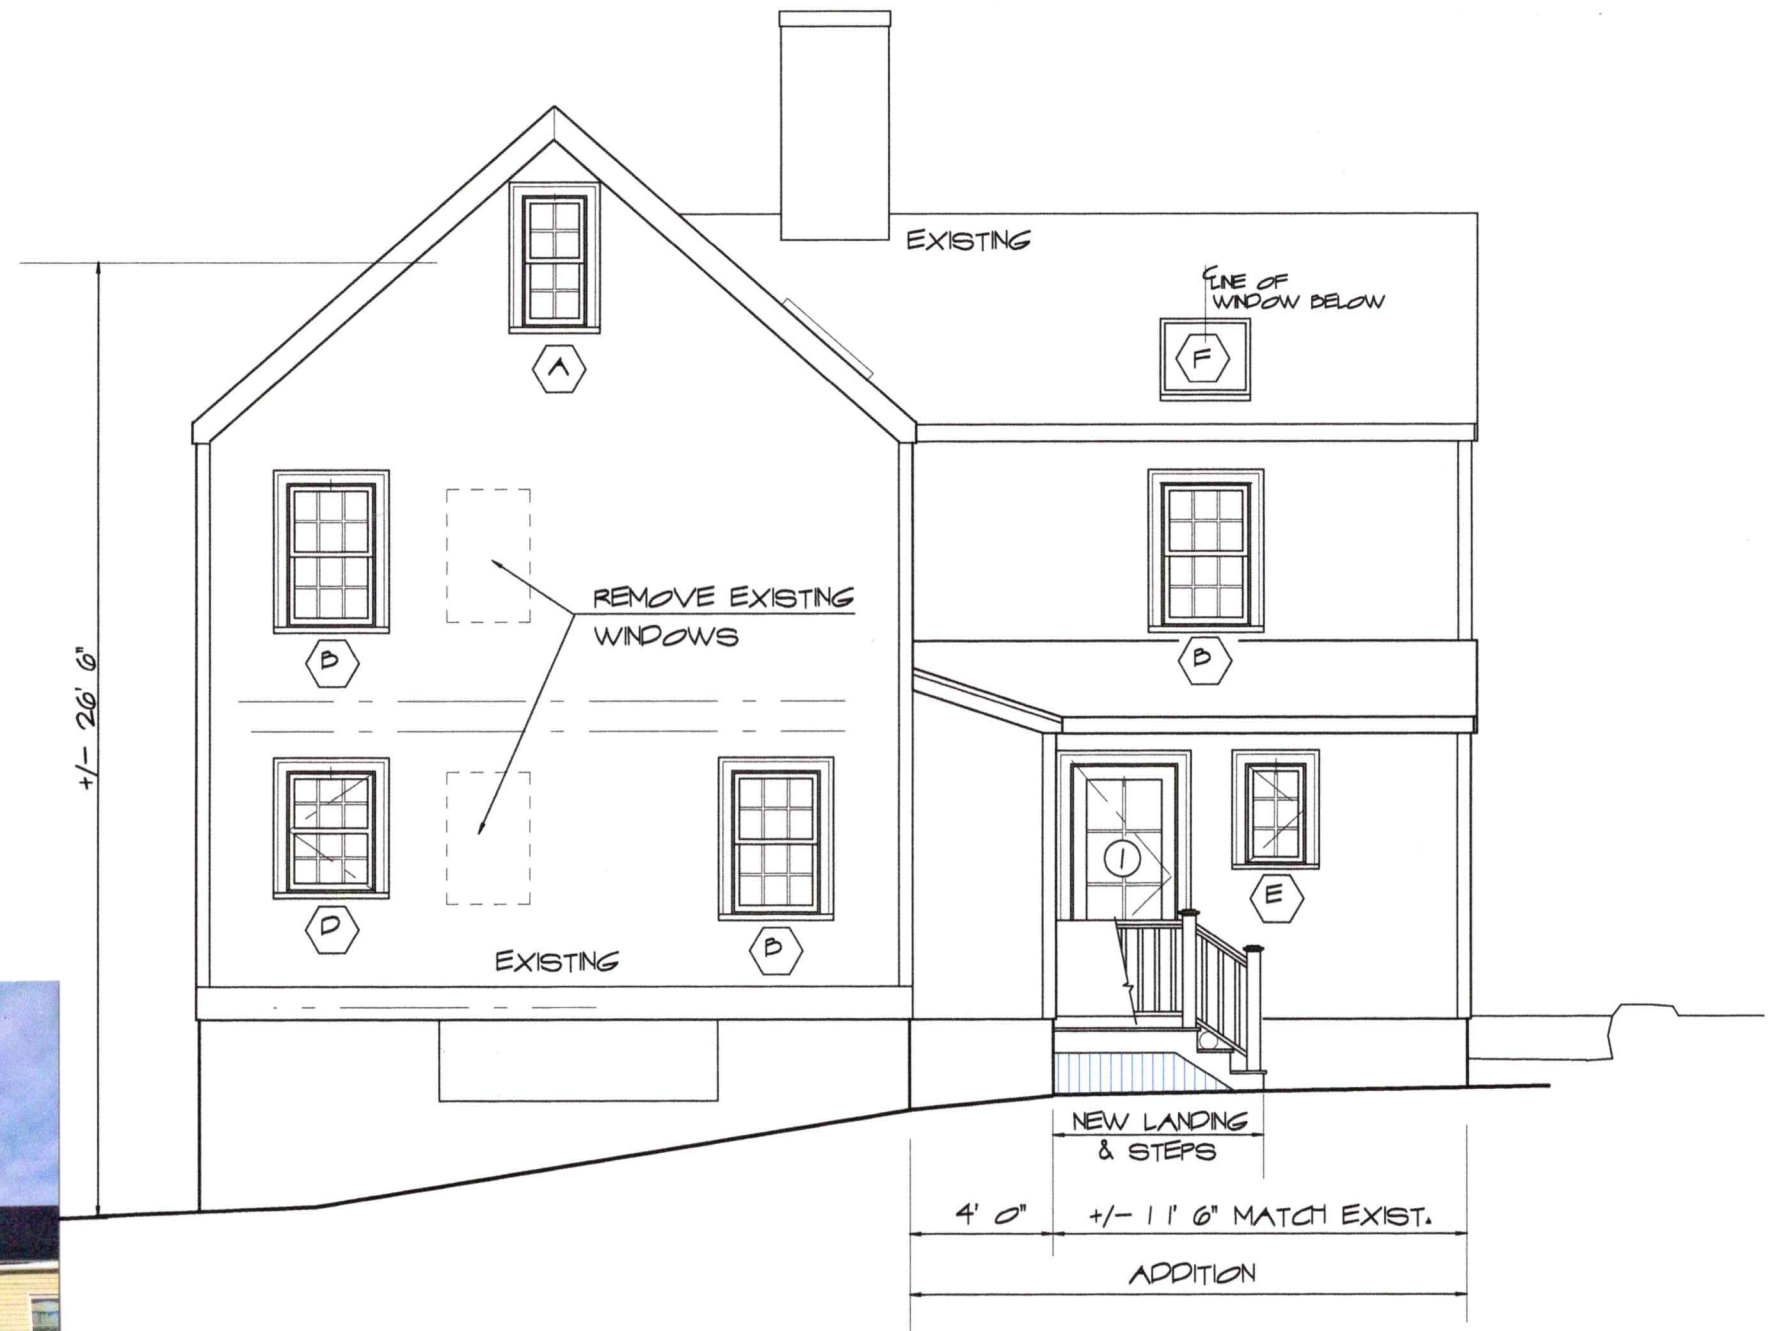 EXISTING
℄LINE OF
WINDOW BELOW
A
F
REMOVE EXISTING
WINDOWS
B
B
+/- 26' 6"
1
D
B
E
EXISTING
NEW LANDING
& STEPS
4' 0"
+/- 11' 6" MATCH EXIST.
ADDITION